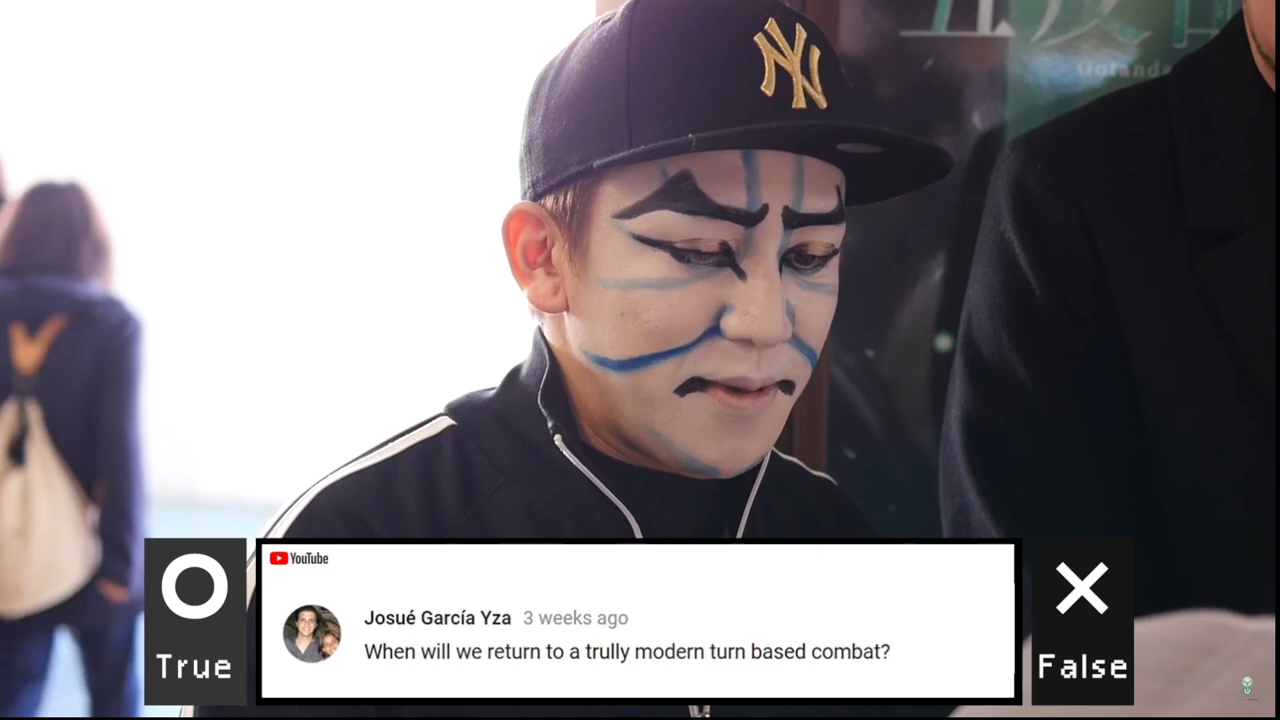 NY
Gotanda
YouTube
Josué García Yza 3 weeks ago
When will we return to a trully modern turn based combat?
True
False